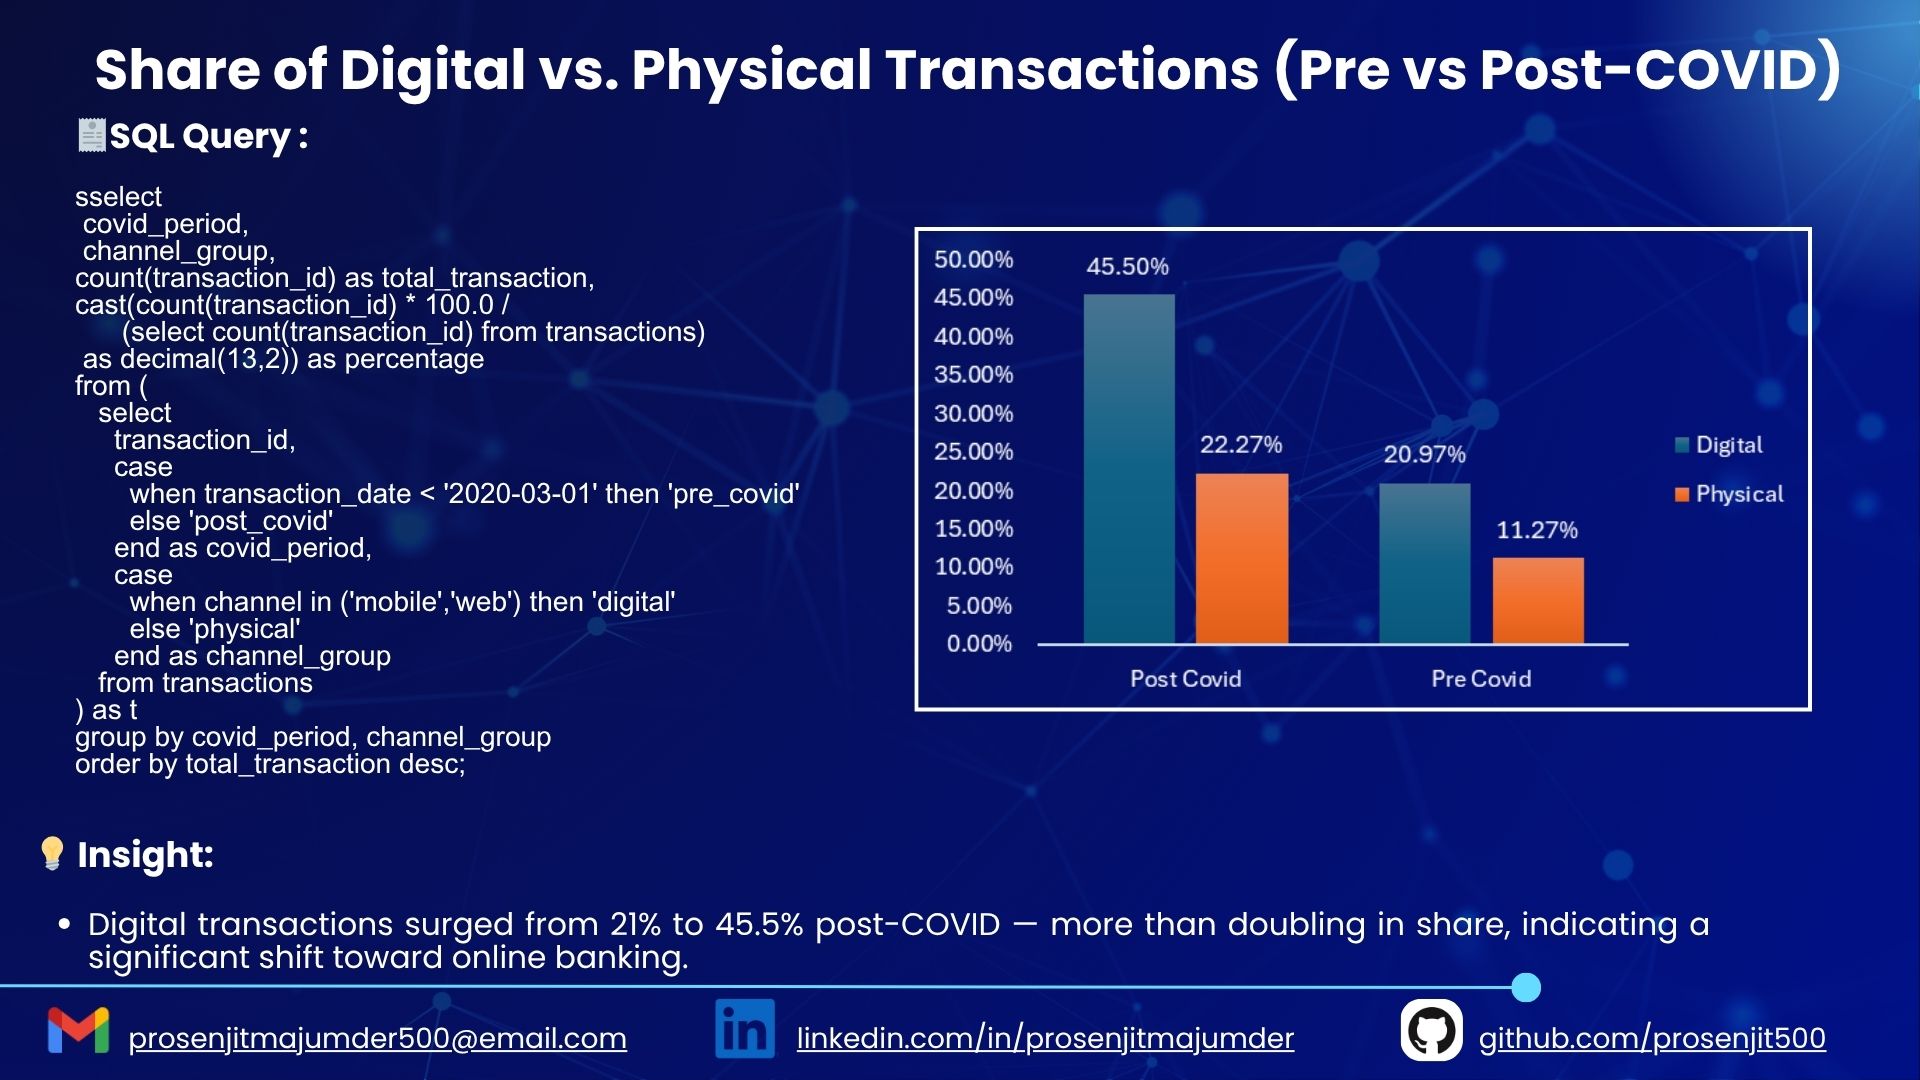 Share of Digital vs. Physical Transactions (Pre vs Post-COVID)
SQL Query :
sselect
covid_period,
channel_group,
count(transaction_id) as total_transaction,
cast(count(transaction_id) * 100.0 /
(select count(transaction_id) from transactions)
as decimal(13,2)) as percentage
from (
select
transaction_id,
case
when transaction_date < '2020-03-01' then 'pre_covid'
else 'post_covid'
end as covid_period,
case
when channel in ('mobile','web') then 'digital'
else 'physical'
end as channel_group
from transactions
) as t
group by covid_period, channel_group
order by total_transaction desc;
50.00%
45.00%
40.00%
35.00%
30.00%
25.00%
20.00%
15.00%
10.00%
5.00%
0.00%
45.50%
22.27%
20.97%
11.27%
Post Covid
Pre Covid
Digital
Physical
Insight:
• Digital transactions surged from 21% to 45.5% post-COVID — more than doubling in share, indicating a
significant shift toward online banking.
prosenjitmajumder500@email.com
linkedin.com/in/prosenjitmajumder
github.com/prosenjit500